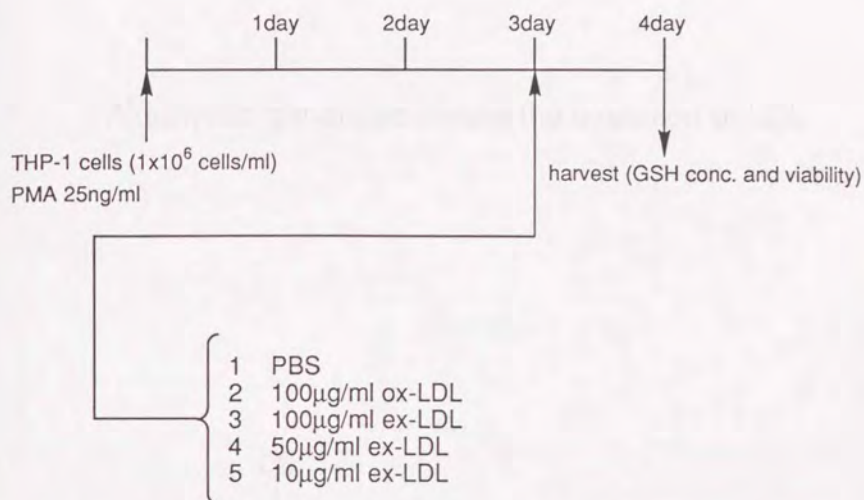 1day 2day 3day 4day
THP-1 cells (1x10⁶ cells/ml)
PMA 25ng/ml
harvest (GSH conc. and viability)
1 PBS
2 100µg/ml ox-LDL
3 100µg/ml ex-LDL
4 50µg/ml ex-LDL
5 10µg/ml ex-LDL